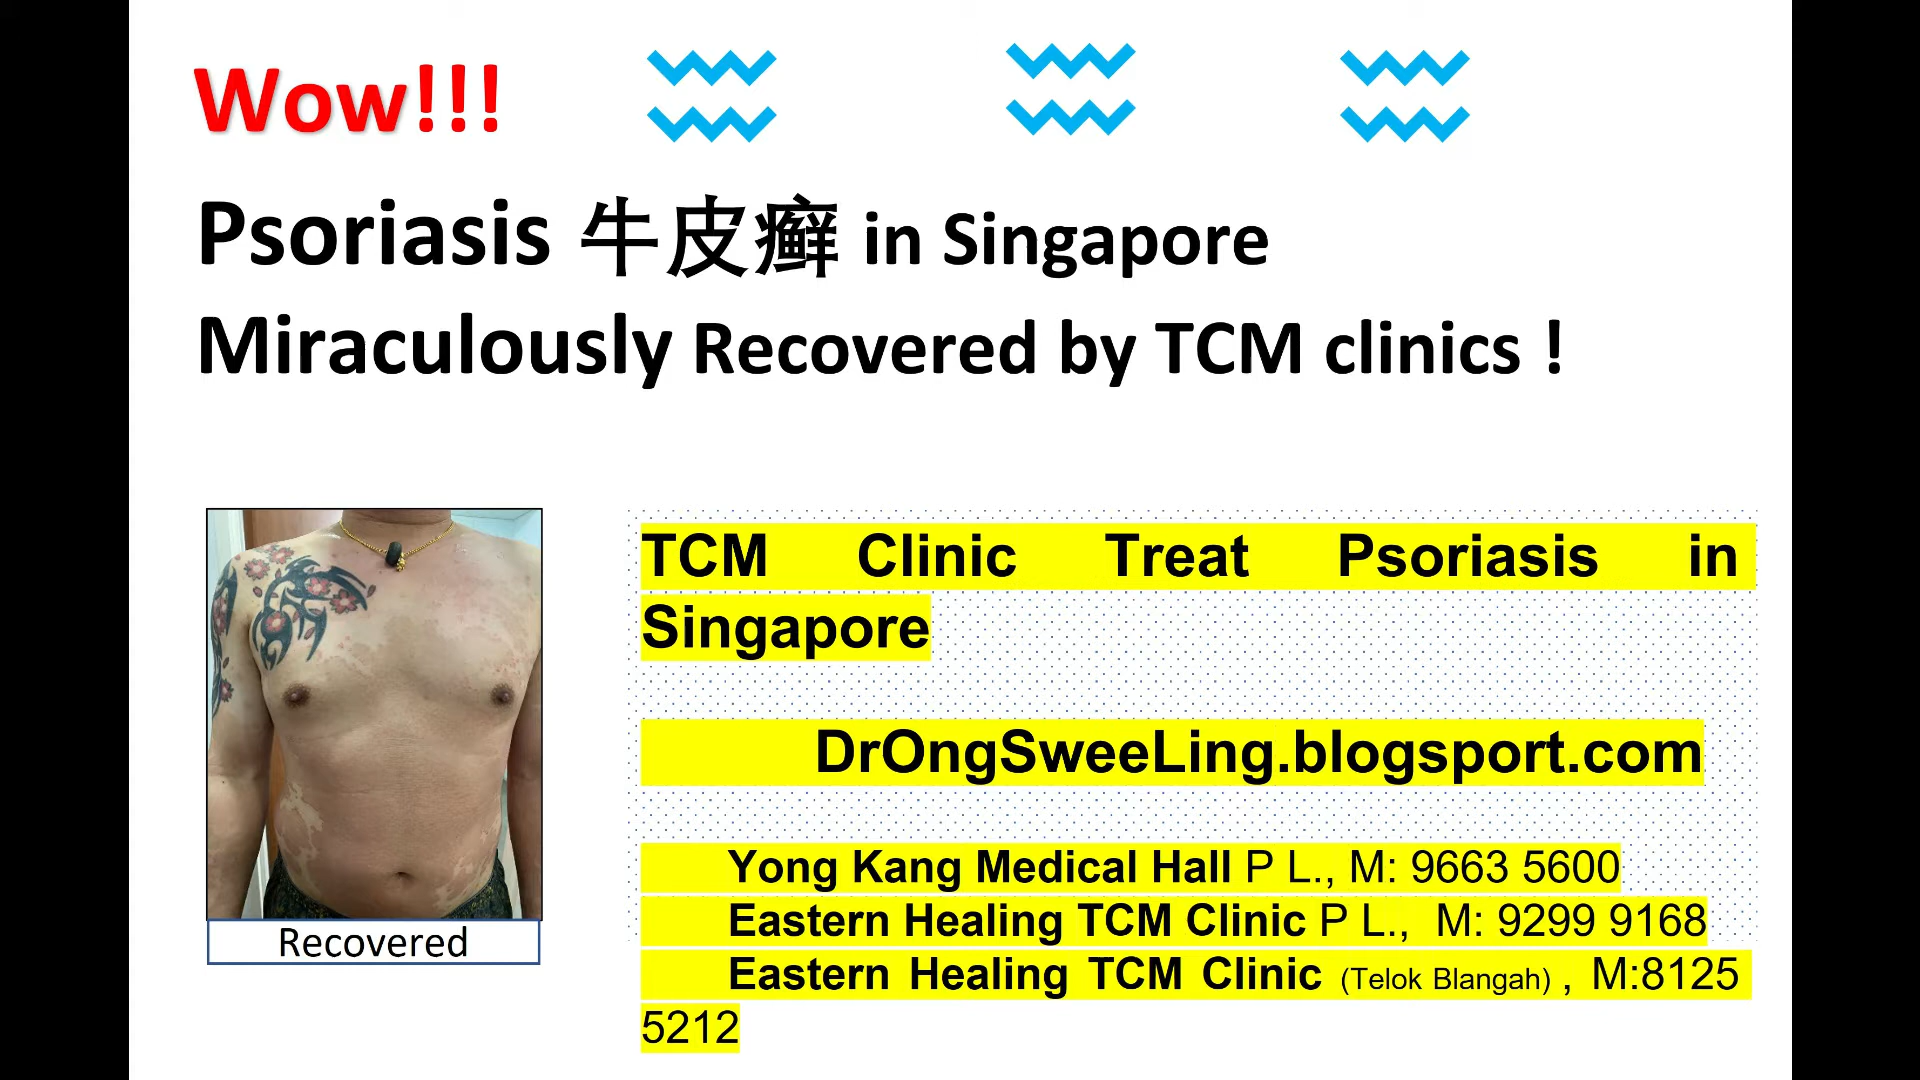 Wow!!!
Psoriasis 牛皮癣 in Singapore
Miraculously Recovered by TCM clinics !
TCM Clinic Treat Psoriasis in
Singapore
DrOngSweeLing.blogsport.com
Yong Kang Medical Hall P L., M: 9663 5600
Eastern Healing TCM Clinic P L., M: 9299 9168
Eastern Healing TCM Clinic (Telok Blangah) , M:8125
5212
Recovered